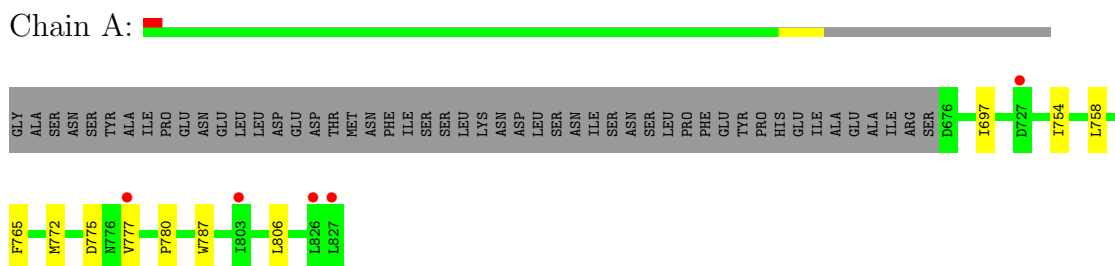 Chain A:
GLY ALA SER ASN SER TYR ALA ILE PRO GLU ASN GLU LEU LEU ASP GLU ASP THR MET ASN PHE ILE SER SER LEU LYS ASN ASP LEU SER ASN ILE SER ASN SER LEU PRO PHE GLU TYR PRO HIS GLU ILE ALA GLU ALA ILE ARG SER D676 I697 D727 I754 L758
F765 M772 D775 N776 V777 P780 W787 I803 L806 L826 L827